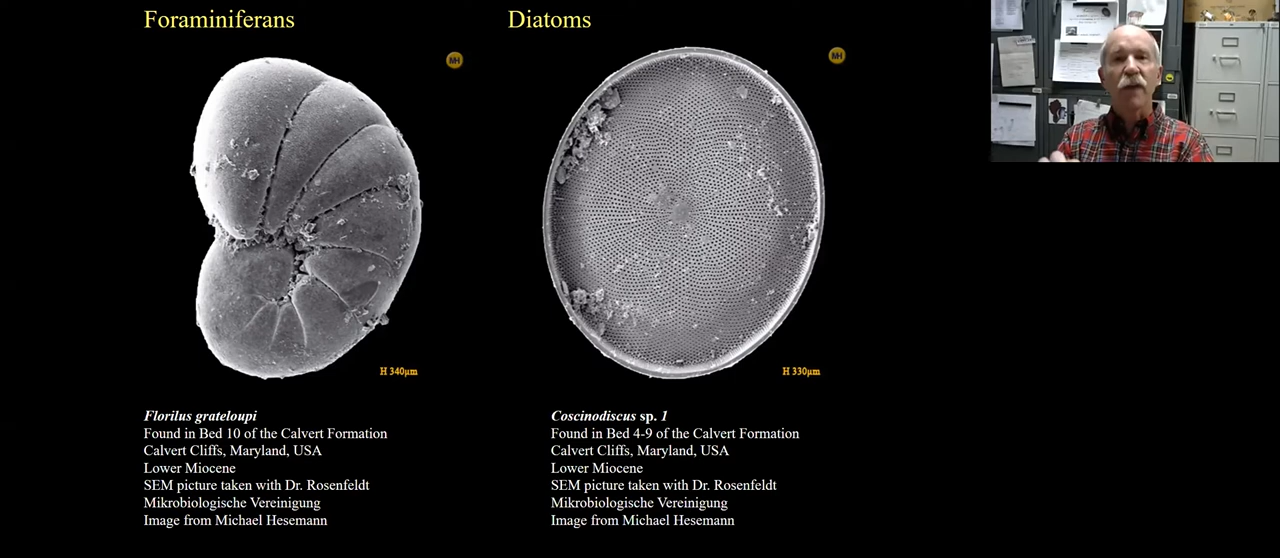 Foraminiferans
Diatoms
MH
MH
H 340µm
H 330µm
Florilus grateloupi
Found in Bed 10 of the Calvert Formation
Calvert Cliffs, Maryland, USA
Lower Miocene
SEM picture taken with Dr. Rosenfeldt
Mikrobiologische Vereinigung
Image from Michael Hesemann
Coscinodiscus sp. 1
Found in Bed 4-9 of the Calvert Formation
Calvert Cliffs, Maryland, USA
Lower Miocene
SEM picture taken with Dr. Rosenfeldt
Mikrobiologische Vereinigung
Image from Michael Hesemann